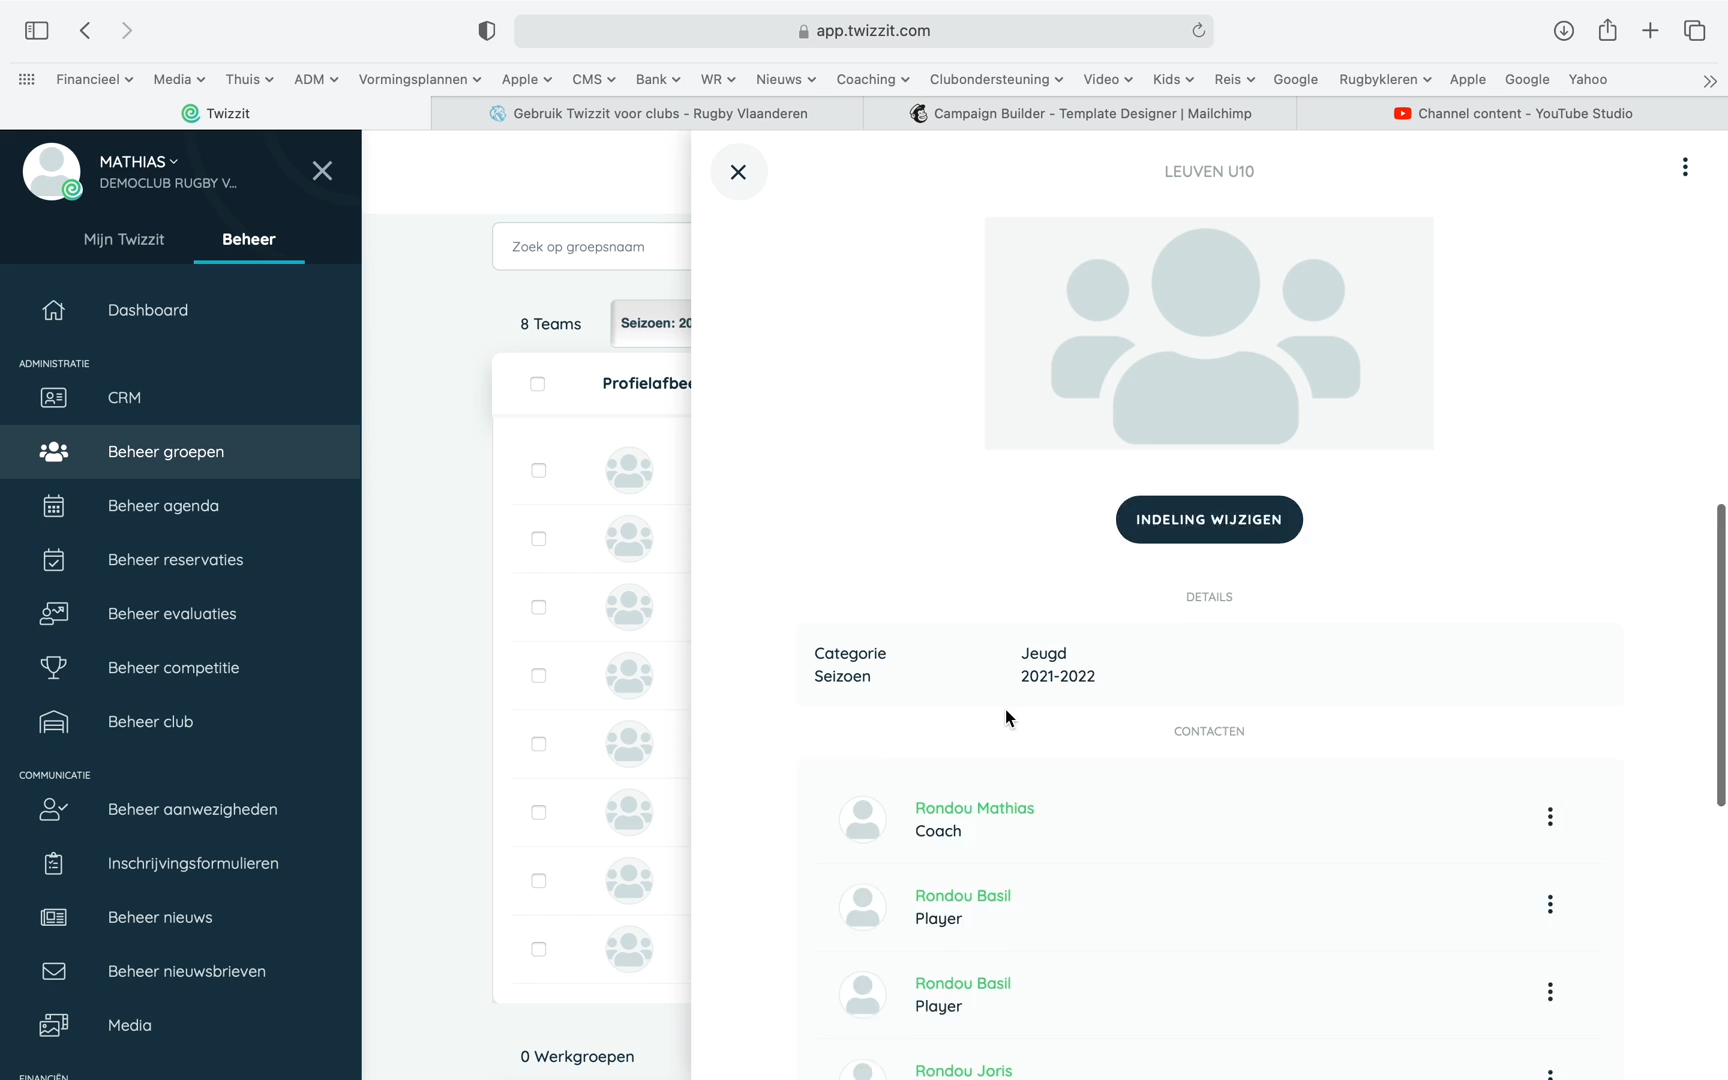 app.twizzit.com
Financieel Media Thuis ADM Vormingsplannen Apple CMS Bank WR Nieuws Coaching Clubondersteuning Video Kids Reis Google Rugbykleren Apple Google Yahoo
Twizzit
Gebruik Twizzit voor clubs - Rugby Vlaanderen
Campaign Builder - Template Designer | Mailchimp
Channel content - YouTube Studio
MATHIAS
DEMOCLUB RUGBY V...
Mijn Twizzit
Beheer
Dashboard
ADMINISTRATIE
CRM
Beheer groepen
Beheer agenda
Beheer reservaties
Beheer evaluaties
Beheer competitie
Beheer club
COMMUNICATIE
Beheer aanwezigheden
Inschrijvingsformulieren
Beheer nieuws
Beheer nieuwsbrieven
Media
FINANCIËN
Zoek op groepsnaam
8 Teams
Seizoen: 20
Profielafbee
0 Werkgroepen
LEUVEN U10
INDELING WIJZIGEN
DETAILS
Categorie Jeugd
Seizoen 2021-2022
CONTACTEN
Rondou Mathias
Coach
Rondou Basil
Player
Rondou Basil
Player
Rondou Joris